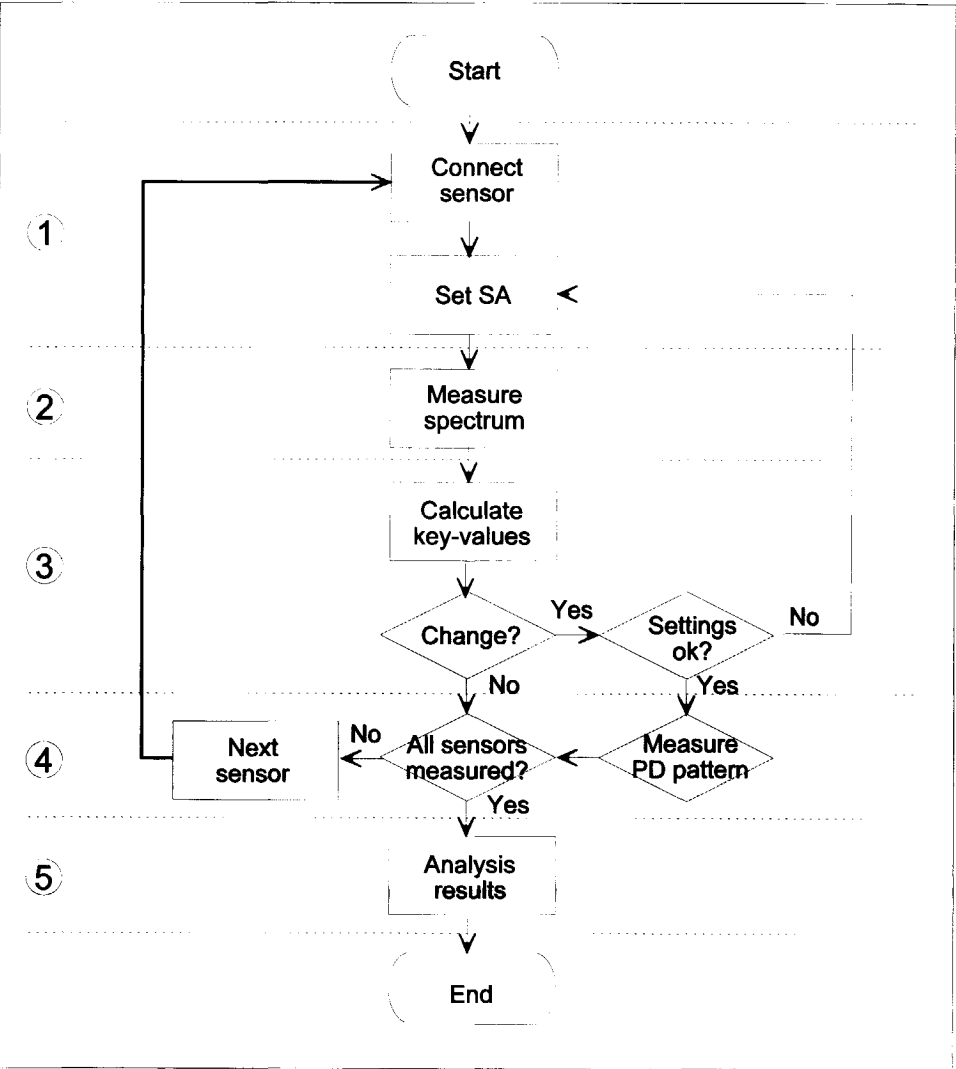 Start
Connect
sensor
1
Set SA
2
Measure
spectrum
Calculate
key-values
3
Change?
Yes
Settings
ok?
No
No
Yes
4
Next
sensor
No
All sensors
measured?
Measure
PD pattern
Yes
5
Analysis
results
End